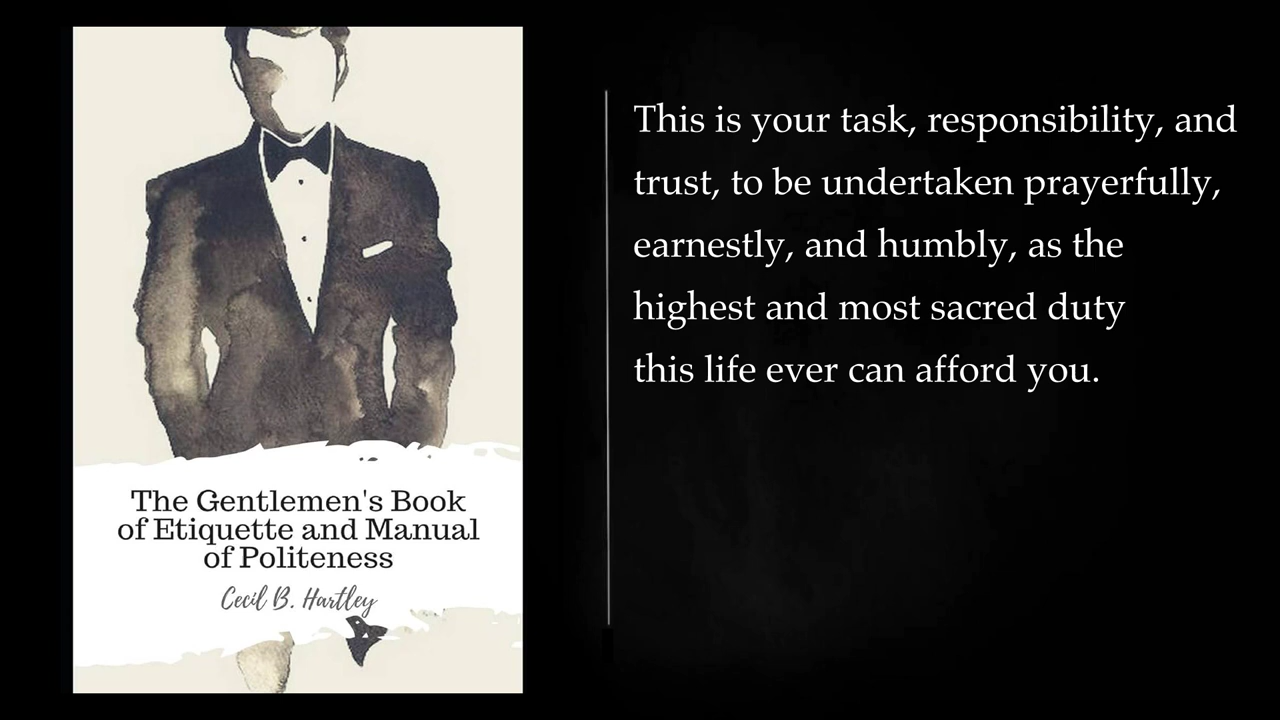 The Gentlemen's Book
of Etiquette and Manual
of Politeness
Cecil B. Hartley
This is your task, responsibility, and
trust, to be undertaken prayerfully,
earnestly, and humbly, as the
highest and most sacred duty
this life ever can afford you.